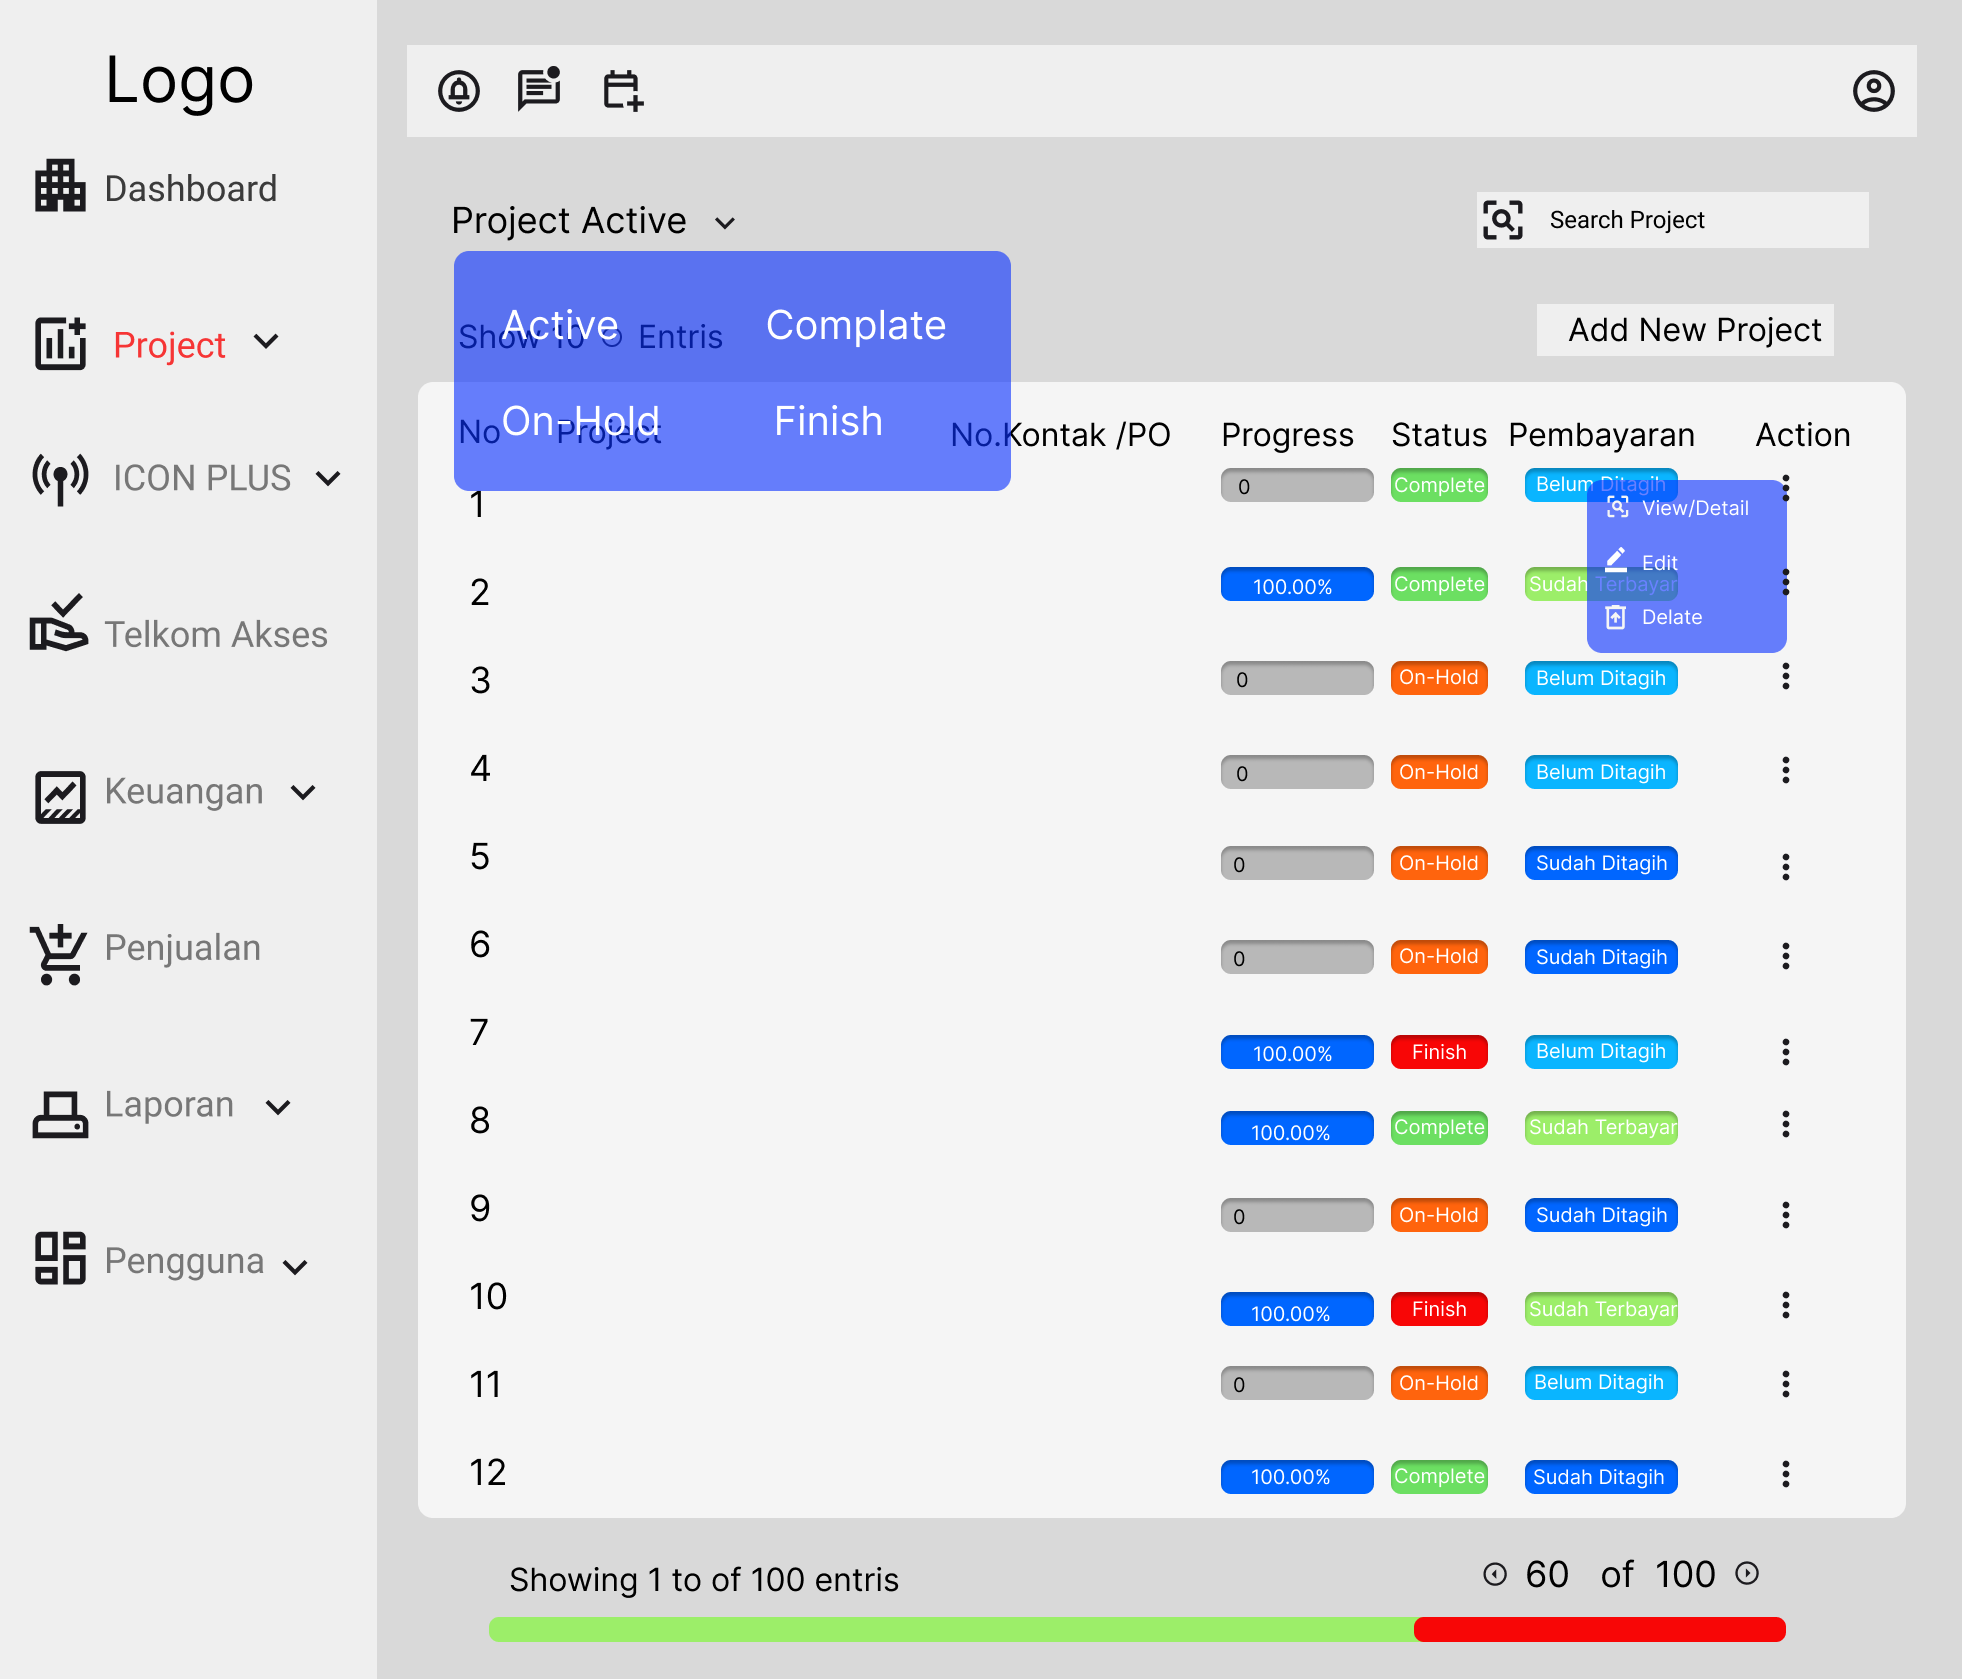 Logo
Dashboard
Project
ICON PLUS
Telkom Akses
Keuangan
Penjualan
Laporan
Pengguna
Project Active
Search Project
Active Complate
Show 10 Entris
Add New Project
On-Hold Finish
No Project No.Kontak /PO Progress Status Pembayaran Action
1 0 Complete Belum Ditagih
View/Detail
Edit
2 100.00% Complete Sudah Terbayar
Delate
3 0 On-Hold Belum Ditagih
4 0 On-Hold Belum Ditagih
5 0 On-Hold Sudah Ditagih
6 0 On-Hold Sudah Ditagih
7 100.00% Finish Belum Ditagih
8 100.00% Complete Sudah Terbayar
9 0 On-Hold Sudah Ditagih
10 100.00% Finish Sudah Terbayar
11 0 On-Hold Belum Ditagih
12 100.00% Complete Sudah Ditagih
Showing 1 to of 100 entris
60 of 100